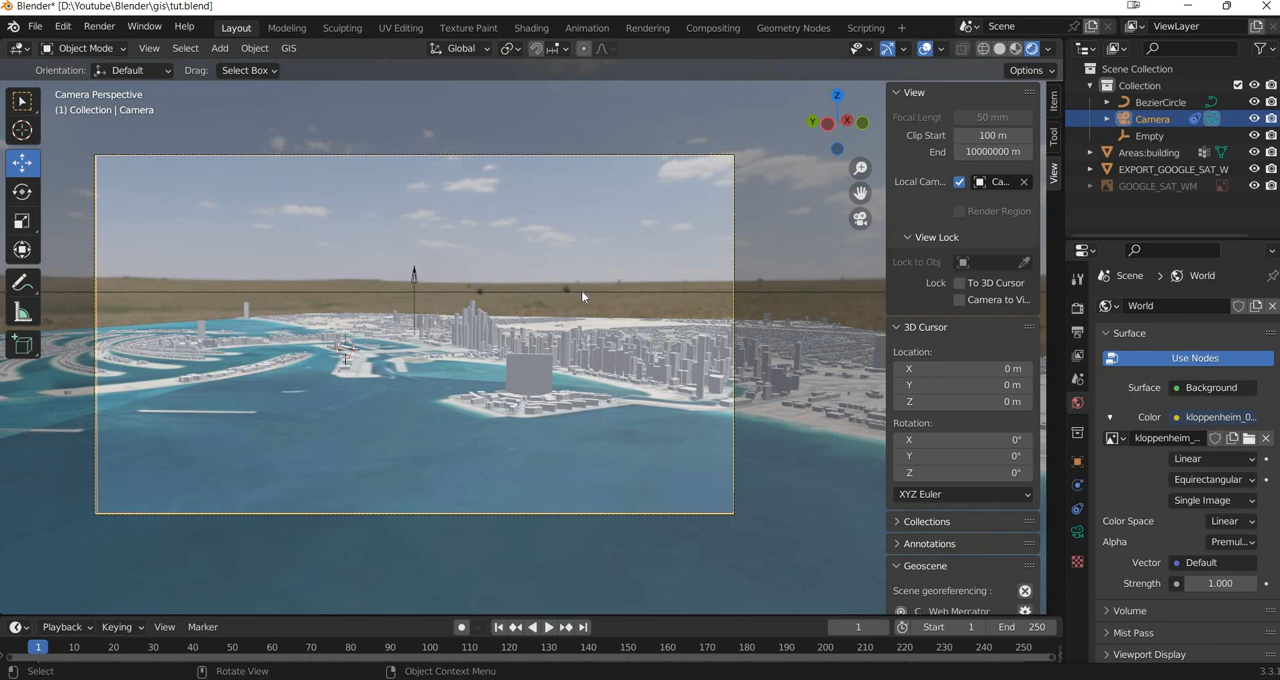 Blender* [D:\Youtube\Blender\gis\tut.blend]
File Edit Render Window Help Layout Modeling Sculpting UV Editing Texture Paint Shading Animation Rendering Compositing Geometry Nodes Scripting + Scene ViewLayer
Object Mode View Select Add Object GIS Global
Orientation: Default Drag: Select Box Options
Camera Perspective
(1) Collection | Camera
Z
Y X
View
Focal Lengt 50 mm
Clip Start 100 m
End 10000000 m
Local Cam... Ca...
Render Region
View Lock
Lock to Obj
Lock To 3D Cursor
Camera to Vi...
3D Cursor
Location:
X 0 m
Y 0 m
Z 0 m
Rotation:
X 0°
Y 0°
Z 0°
XYZ Euler
Collections
Annotations
Geoscene
Scene georeferencing :
Web Mercator
Item
Tool
View
Scene Collection
Collection
BezierCircle
Camera
Empty
Areas:building
EXPORT_GOOGLE_SAT_W
GOOGLE_SAT_WM
Scene > World
World
Surface
Use Nodes
Surface Background
Color kloppenheim_0...
kloppenheim_...
Linear
Equirectangular
Single Image
Color Space Linear
Alpha Premul...
Vector Default
Strength 1.000
Volume
Mist Pass
Viewport Display
Playback Keying View Marker 1 Start 1 End 250
1 10 20 30 40 50 60 70 80 90 100 110 120 130 140 150 160 170 180 190 200 210 220 230 240 250
Select Rotate View Object Context Menu 3.3.1